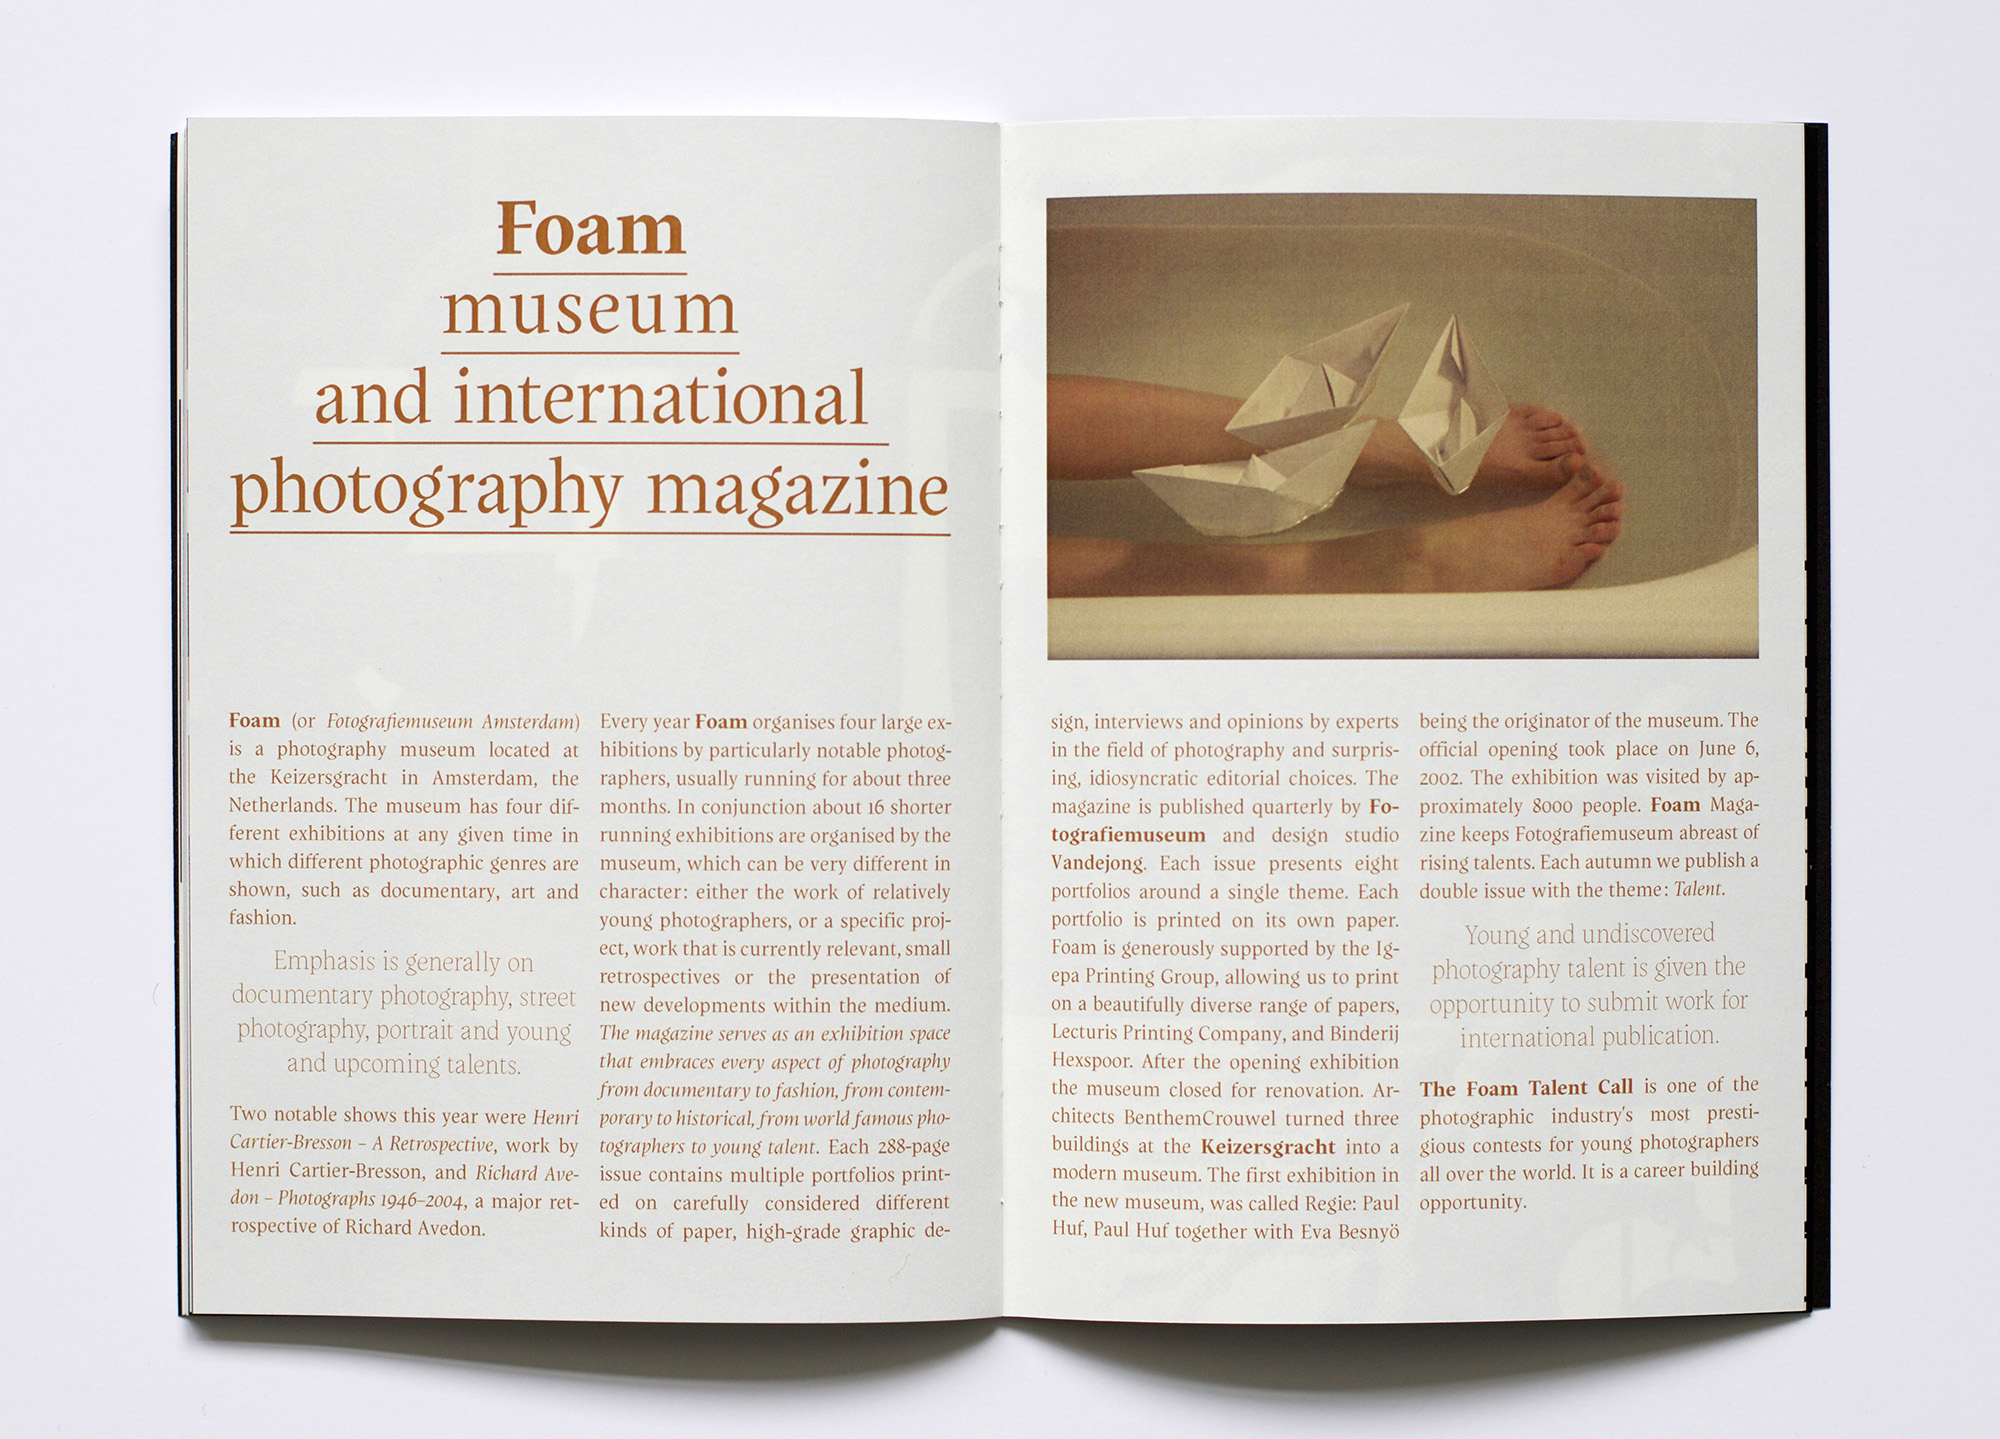 Foam
museum
and international
photography magazine
Foam (or Fotografiemuseum Amsterdam)
is a photography museum located at
the Keizersgracht in Amsterdam, the
Netherlands. The museum has four dif-
ferent exhibitions at any given time in
which different photographic genres are
shown, such as documentary, art and
fashion.
Emphasis is generally on
documentary photography, street
photography, portrait and young
and upcoming talents.
Two notable shows this year were Henri
Cartier-Bresson – A Retrospective, work by
Henri Cartier-Bresson, and Richard Ave-
don – Photographs 1946–2004, a major ret-
rospective of Richard Avedon.
Every year Foam organises four large ex-
hibitions by particularly notable photog-
raphers, usually running for about three
months. In conjunction about 16 shorter
running exhibitions are organised by the
museum, which can be very different in
character: either the work of relatively
young photographers, or a specific proj-
ect, work that is currently relevant, small
retrospectives or the presentation of
new developments within the medium.
The magazine serves as an exhibition space
that embraces every aspect of photography
from documentary to fashion, from contem-
porary to historical, from world famous pho-
tographers to young talent. Each 288-page
issue contains multiple portfolios print-
ed on carefully considered different
kinds of paper, high-grade graphic de-
sign, interviews and opinions by experts
in the field of photography and surpris-
ing, idiosyncratic editorial choices. The
magazine is published quarterly by Fo-
tografiemuseum and design studio
Vandejong. Each issue presents eight
portfolios around a single theme. Each
portfolio is printed on its own paper.
Foam is generously supported by the Ig-
epa Printing Group, allowing us to print
on a beautifully diverse range of papers,
Lecturis Printing Company, and Binderij
Hexspoor. After the opening exhibition
the museum closed for renovation. Ar-
chitects BenthemCrouwel turned three
buildings at the Keizersgracht into a
modern museum. The first exhibition in
the new museum, was called Regie: Paul
Huf, Paul Huf together with Eva Besnyö
being the originator of the museum. The
official opening took place on June 6,
2002. The exhibition was visited by ap-
proximately 8000 people. Foam Maga-
zine keeps Fotografiemuseum abreast of
rising talents. Each autumn we publish a
double issue with the theme: Talent.
Young and undiscovered
photography talent is given the
opportunity to submit work for
international publication.
The Foam Talent Call is one of the
photographic industry's most presti-
gious contests for young photographers
all over the world. It is a career building
opportunity.